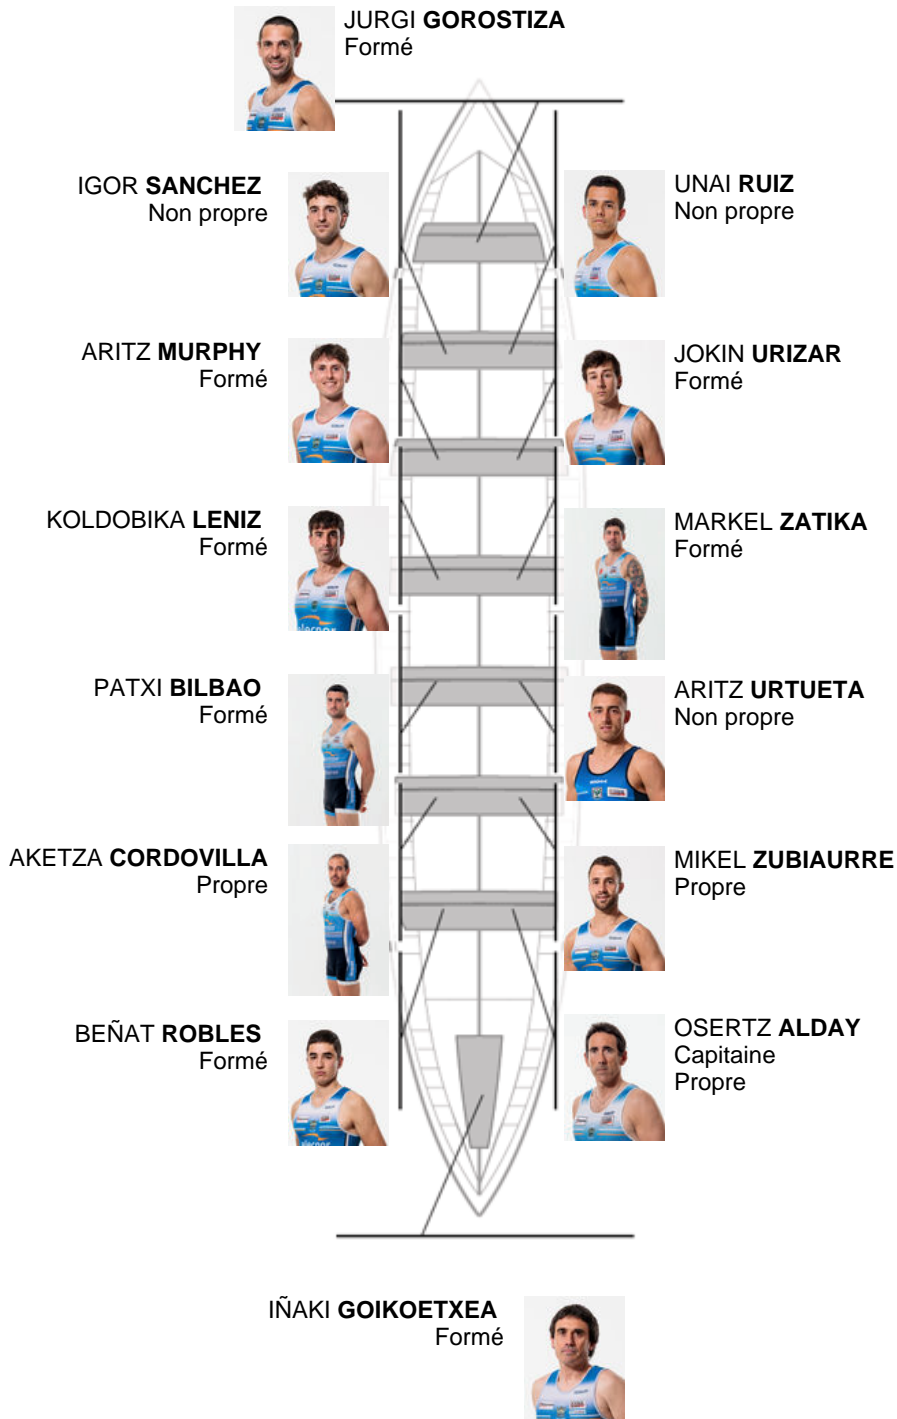 JURGI GOROSTIZA
Formé
IGOR SANCHEZ
Non propre
UNAI RUIZ
Non propre
ARITZ MURPHY
Formé
JOKIN URIZAR
Formé
KOLDOBIKA LENIZ
Formé
MARKEL ZATIKA
Formé
PATXI BILBAO
Formé
ARITZ URTUETA
Non propre
AKETZA CORDOVILLA
Propre
MIKEL ZUBIAURRE
Propre
BEÑAT ROBLES
Formé
OSERTZ ALDAY
Capitaine
Propre
IÑAKI GOIKOETXEA
Formé